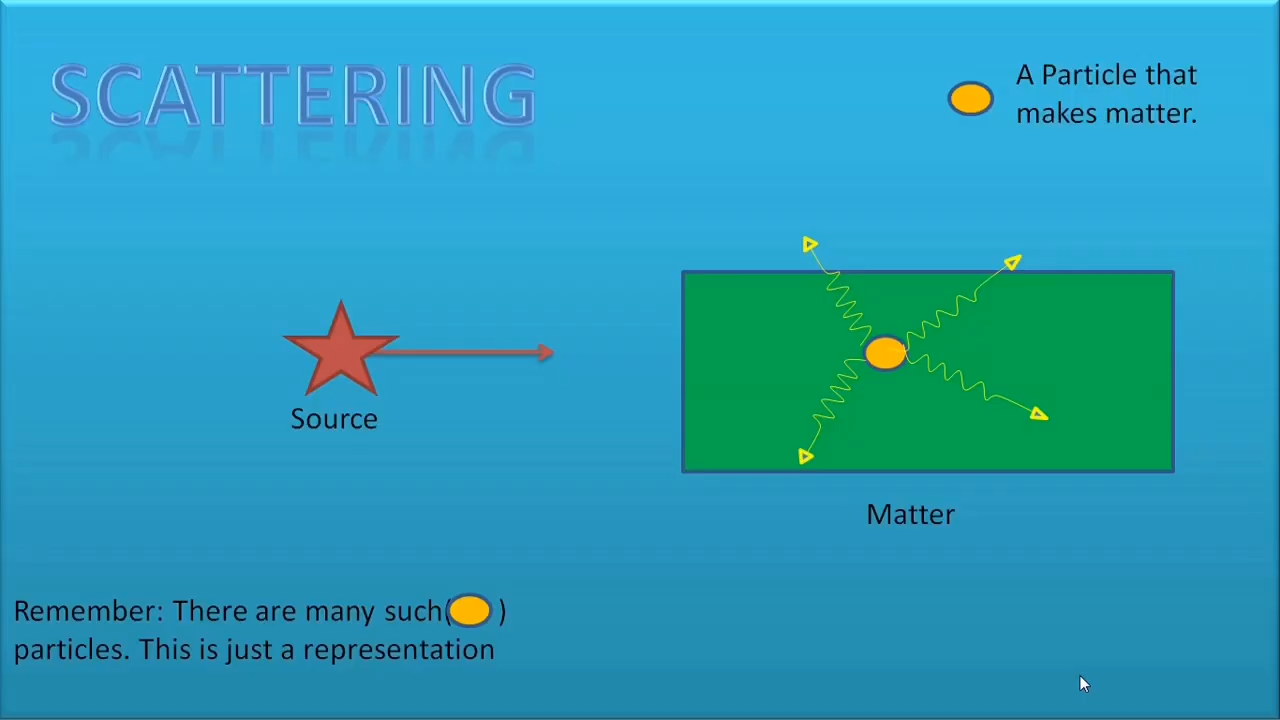 SCATTERING
A Particle that
makes matter.
Source
Matter
Remember: There are many such( )
particles. This is just a representation